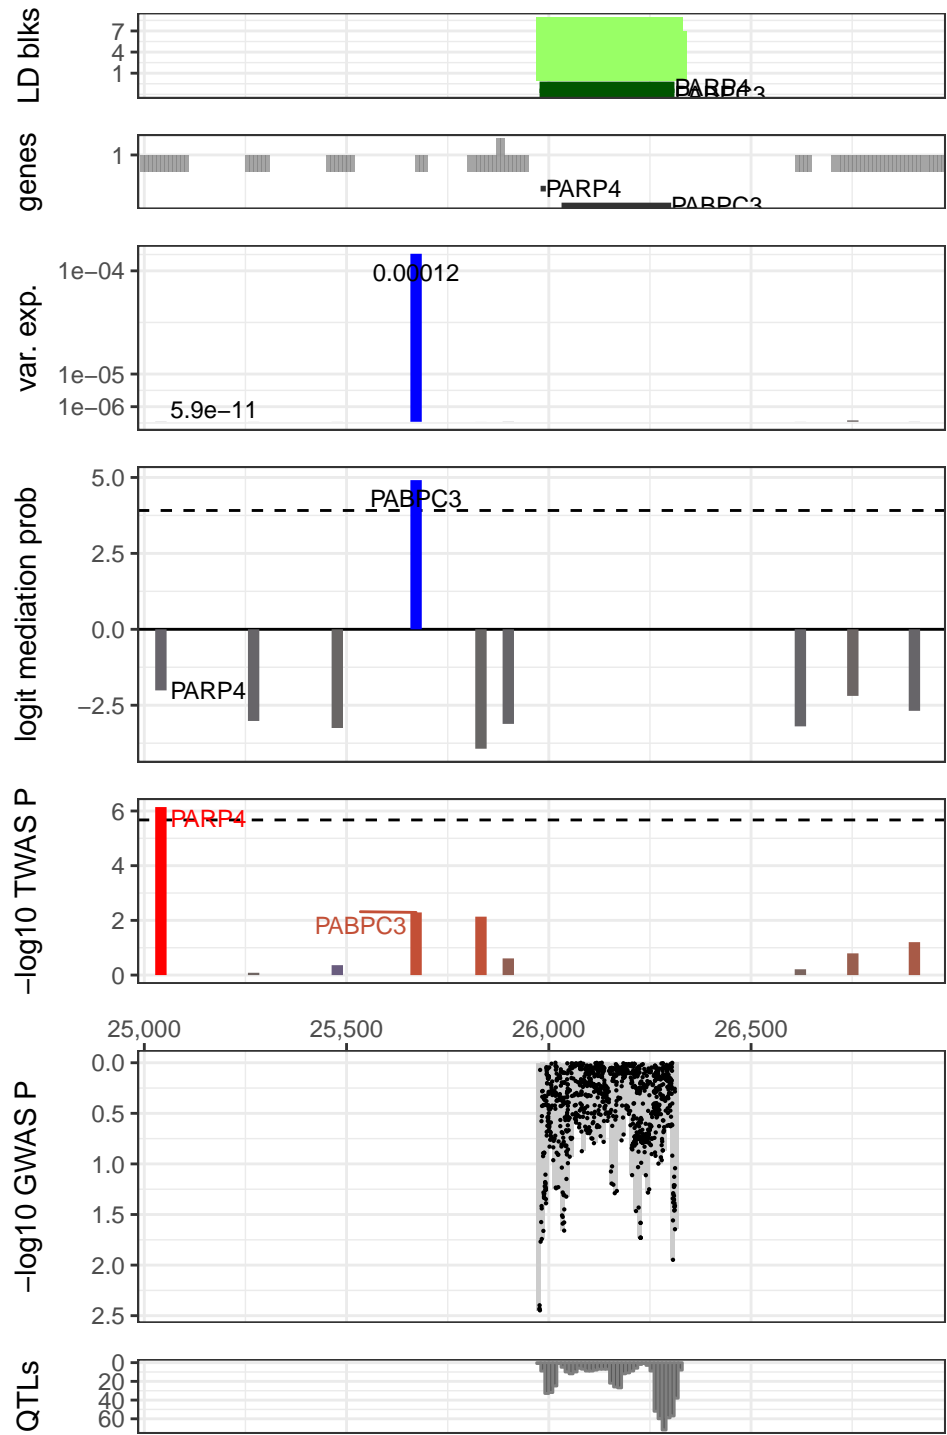 LD blks
7
4
1
PARP4
PABPC3
genes
1
PARP4
PABPC3
var. exp.
1e−04
1e−05
1e−06
0.00012
5.9e−11
logit mediation prob
5.0
2.5
0.0
−2.5
PABPC3
PARP4
−log10 TWAS P
6
4
2
0
PARP4
PABPC3
25,000 25,500 26,000 26,500
−log10 GWAS P
0.0
0.5
1.0
1.5
2.0
2.5
QTLs
0
20
40
60